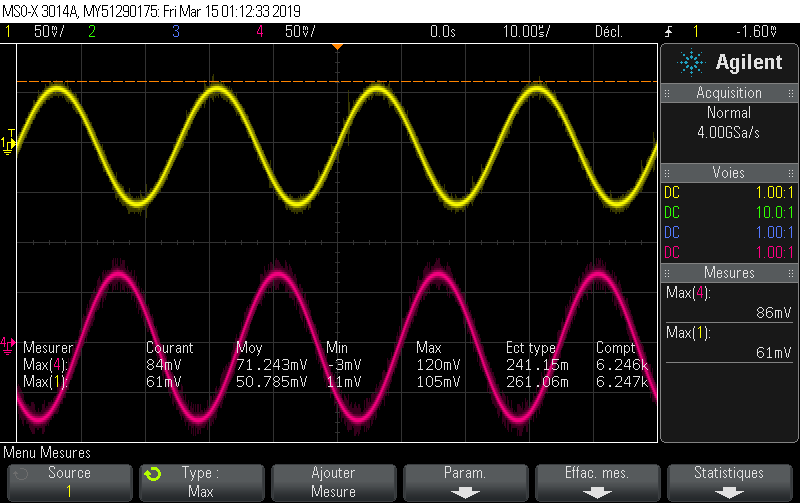 MSO-X 3014A, MY51290175: Fri Mar 15 01:12:33 2019
1 50♈/ 2 3 4 50♈/ 0.0s 10.00㎲/ Décl. 1 -1.60♈
Agilent
Acquisition
Normal
4.00GSa/s
Voies
DC 1.00:1
DC 10.0:1
DC 1.00:1
DC 1.00:1
Mesures
Max(4):
86mV
Max(1):
61mV
T
1
4
Mesurer Courant Moy Min Max Ect type Compt
Max(4): 84mV 71.243mV -3mV 120mV 241.15m 6.246k
Max(1): 61mV 50.785mV 11mV 105mV 261.06m 6.247k
Menu Mesures
Source
1
Type :
Max
Ajouter
Mesure
Param.
Effac. mes.
Statistiques